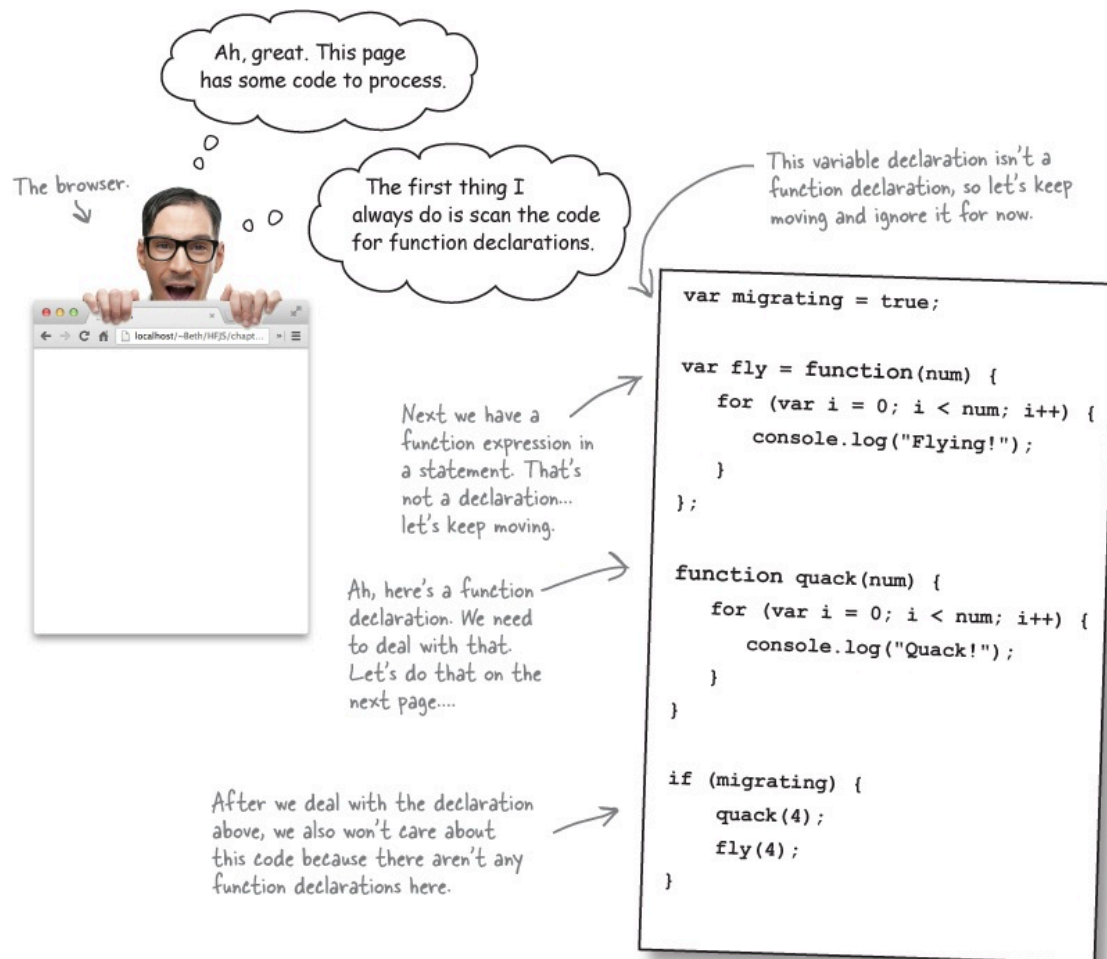 Ah, great. This page
has some code to process.
The first thing I
always do is scan the code
for function declarations.
The browser.
localhost/~Beth/HFJS/chapt...
This variable declaration isn't a
function declaration, so let's keep
moving and ignore it for now.
Next we have a
function expression in
a statement. That's
not a declaration...
let's keep moving.
Ah, here's a function
declaration. We need
to deal with that.
Let's do that on the
next page....
After we deal with the declaration
above, we also won't care about
this code because there aren't any
function declarations here.
var migrating = true;
var fly = function(num) {
for (var i = 0; i < num; i++) {
console.log("Flying!");
}
};
function quack(num) {
for (var i = 0; i < num; i++) {
console.log("Quack!");
}
}
if (migrating) {
quack(4);
fly(4);
}